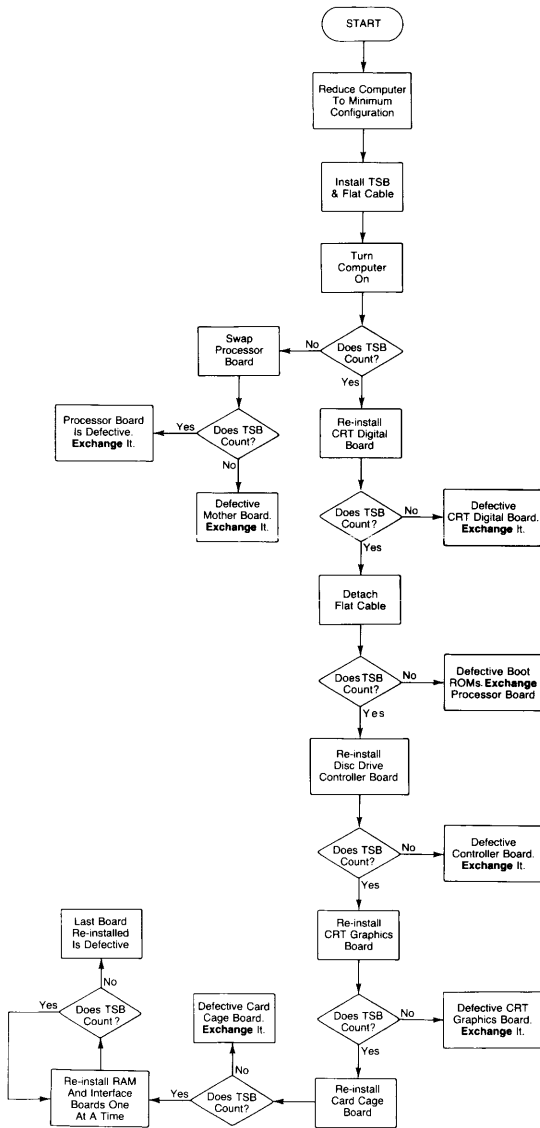 START
Reduce Computer
To Minimum
Configuration
Install TSB
& Flat Cable
Turn
Computer
On
Does TSB
Count?
No
Yes
Swap
Processor
Board
Does TSB
Count?
Yes
No
Processor Board
Is Defective.
Exchange It.
Defective
Mother Board.
Exchange It.
Re-install
CRT Digital
Board
Does TSB
Count?
No
Yes
Defective
CRT Digital Board.
Exchange It.
Detach
Flat Cable
Does TSB
Count?
No
Yes
Defective Boot
ROMs. Exchange
Processor Board
Re-install
Disc Drive
Controller Board
Does TSB
Count?
No
Yes
Defective
Controller Board.
Exchange It.
Re-install
CRT Graphics
Board
Does TSB
Count?
No
Yes
Defective CRT
Graphics Board.
Exchange It.
Re-install
Card Cage
Board
Does TSB
Count?
No
Yes
Defective Card
Cage Board.
Exchange It.
Re-install RAM
And Interface
Boards One
At A Time
Does TSB
Count?
Yes
No
Last Board
Re-installed
Is Defective